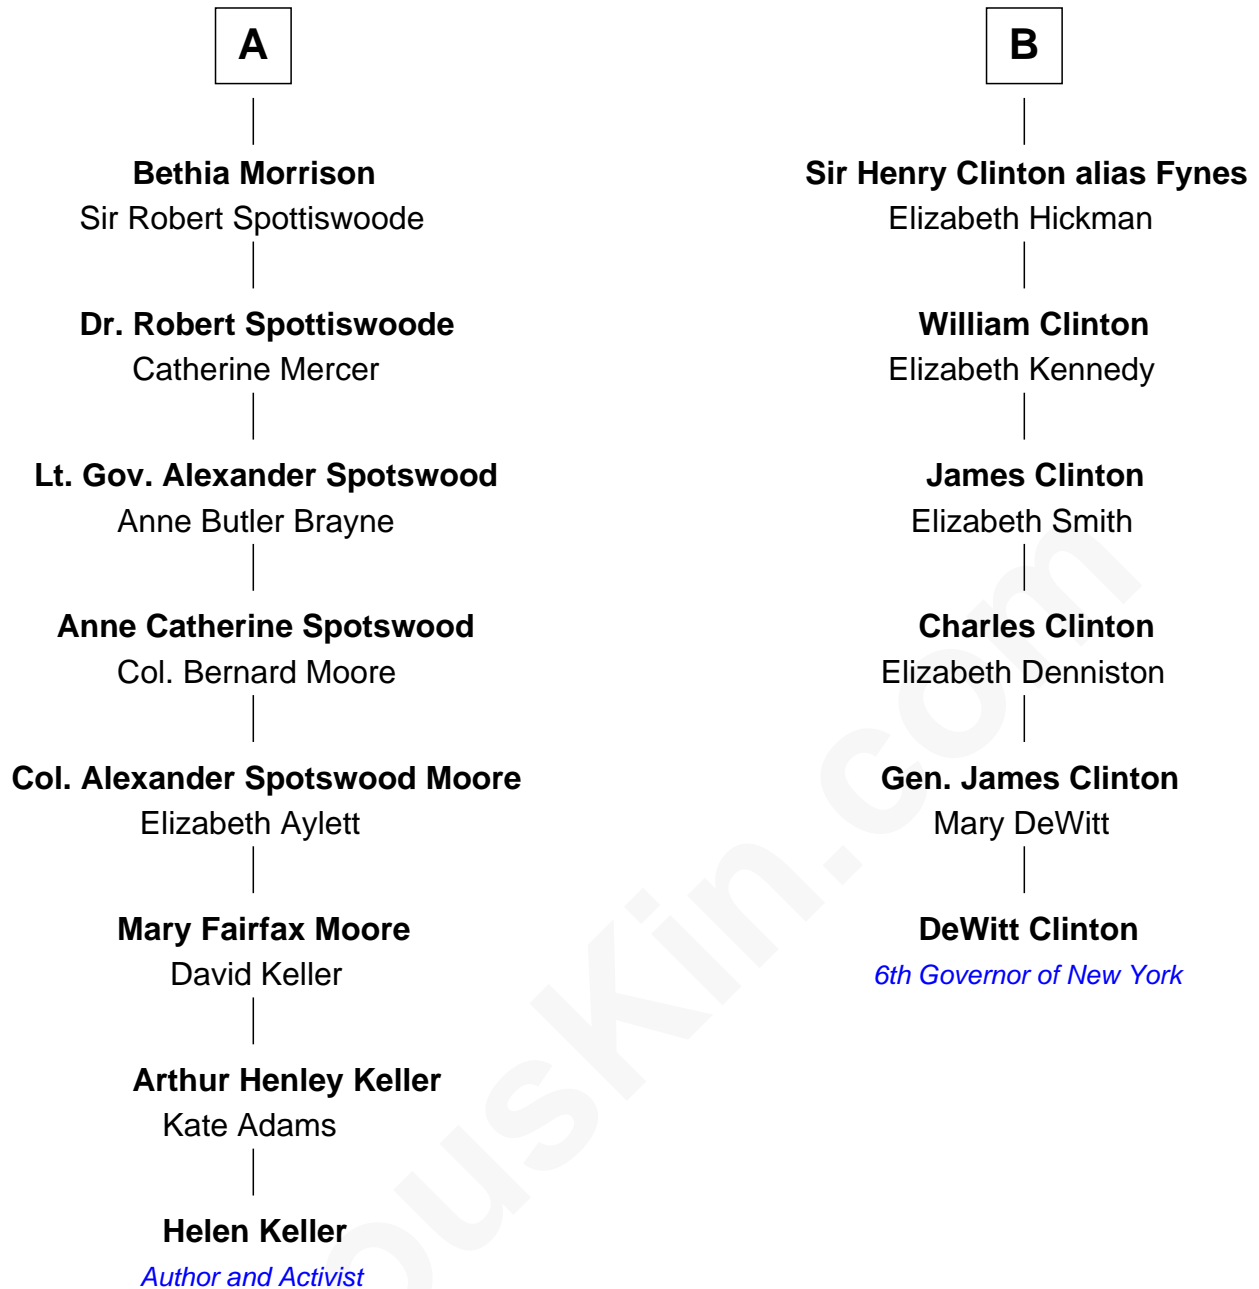 A
Bethia Morrison
Sir Robert Spottiswoode
Dr. Robert Spottiswoode
Catherine Mercer
Lt. Gov. Alexander Spotswood
Anne Butler Brayne
Anne Catherine Spotswood
Col. Bernard Moore
Col. Alexander Spotswood Moore
Elizabeth Aylett
Mary Fairfax Moore
David Keller
Arthur Henley Keller
Kate Adams
Helen Keller
Author and Activist
B
Sir Henry Clinton alias Fynes
Elizabeth Hickman
William Clinton
Elizabeth Kennedy
James Clinton
Elizabeth Smith
Charles Clinton
Elizabeth Denniston
Gen. James Clinton
Mary DeWitt
DeWitt Clinton
6th Governor of New York
ousKin.com